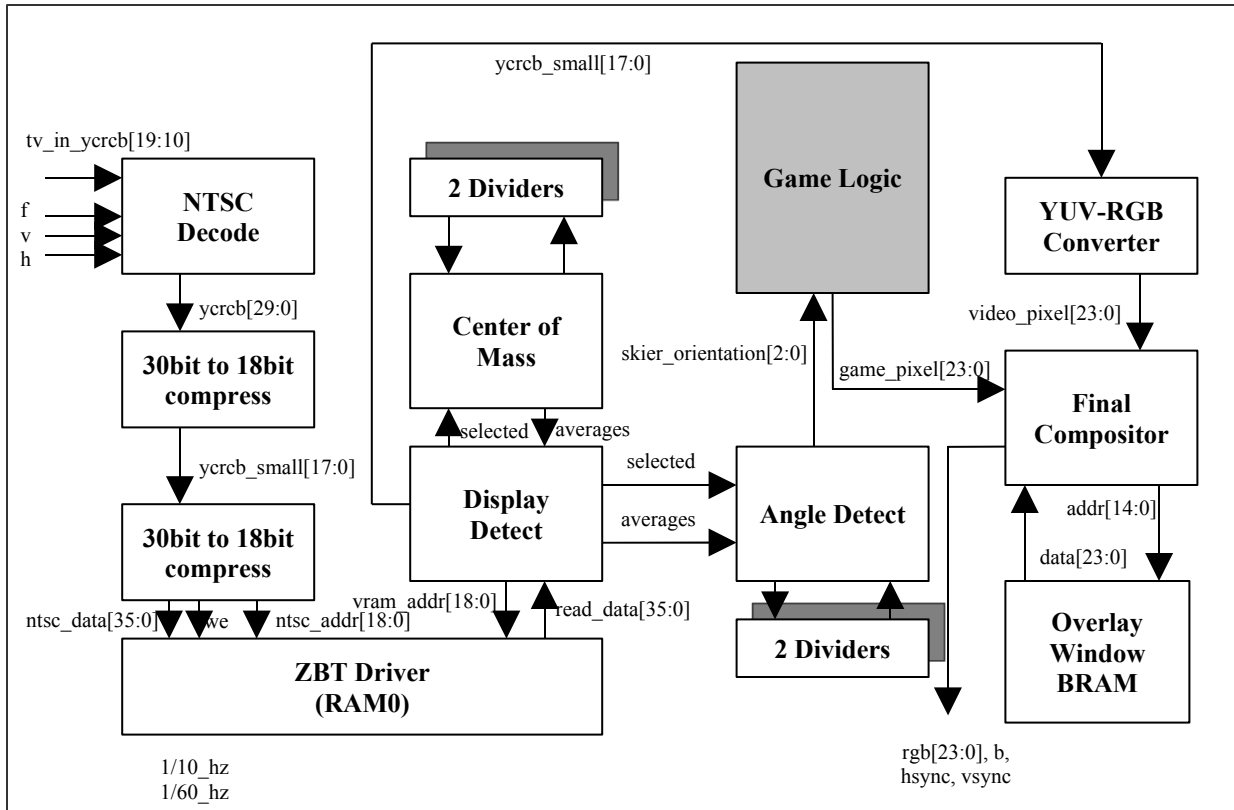 ycrcb_small[17:0]
tv_in_ycrcb[19:10]
f
v
h
NTSC
Decode
ycrcb[29:0]
30bit to 18bit
compress
ycrcb_small[17:0]
30bit to 18bit
compress
ntsc_data[35:0]
we
ntsc_addr[18:0]
ZBT Driver
(RAM0)
1/10_hz
1/60_hz
2 Dividers
Center of
Mass
selected
averages
Display
Detect
vram_addr[18:0]
read_data[35:0]
selected
averages
Game Logic
skier_orientation[2:0]
game_pixel[23:0]
Angle Detect
2 Dividers
YUV-RGB
Converter
video_pixel[23:0]
Final
Compositor
addr[14:0]
data[23:0]
Overlay
Window
BRAM
rgb[23:0], b,
hsync, vsync